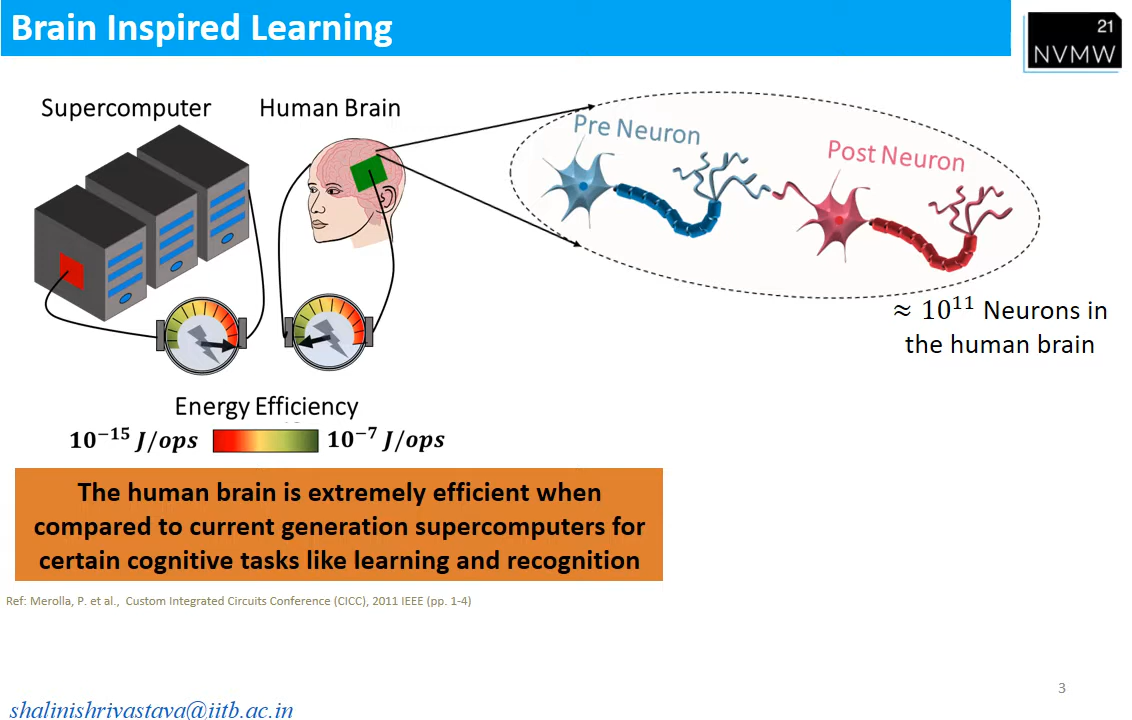 Brain Inspired Learning
21
NVMW
Supercomputer
Human Brain
Pre Neuron
Post Neuron
≈ 10¹¹ Neurons in
the human brain
Energy Efficiency
10⁻¹⁵ J/ops
10⁻⁷ J/ops
The human brain is extremely efficient when
compared to current generation supercomputers for
certain cognitive tasks like learning and recognition
Ref: Merolla, P. et al., Custom Integrated Circuits Conference (CICC), 2011 IEEE (pp. 1-4)
3
shalinishrivastava@iitb.ac.in